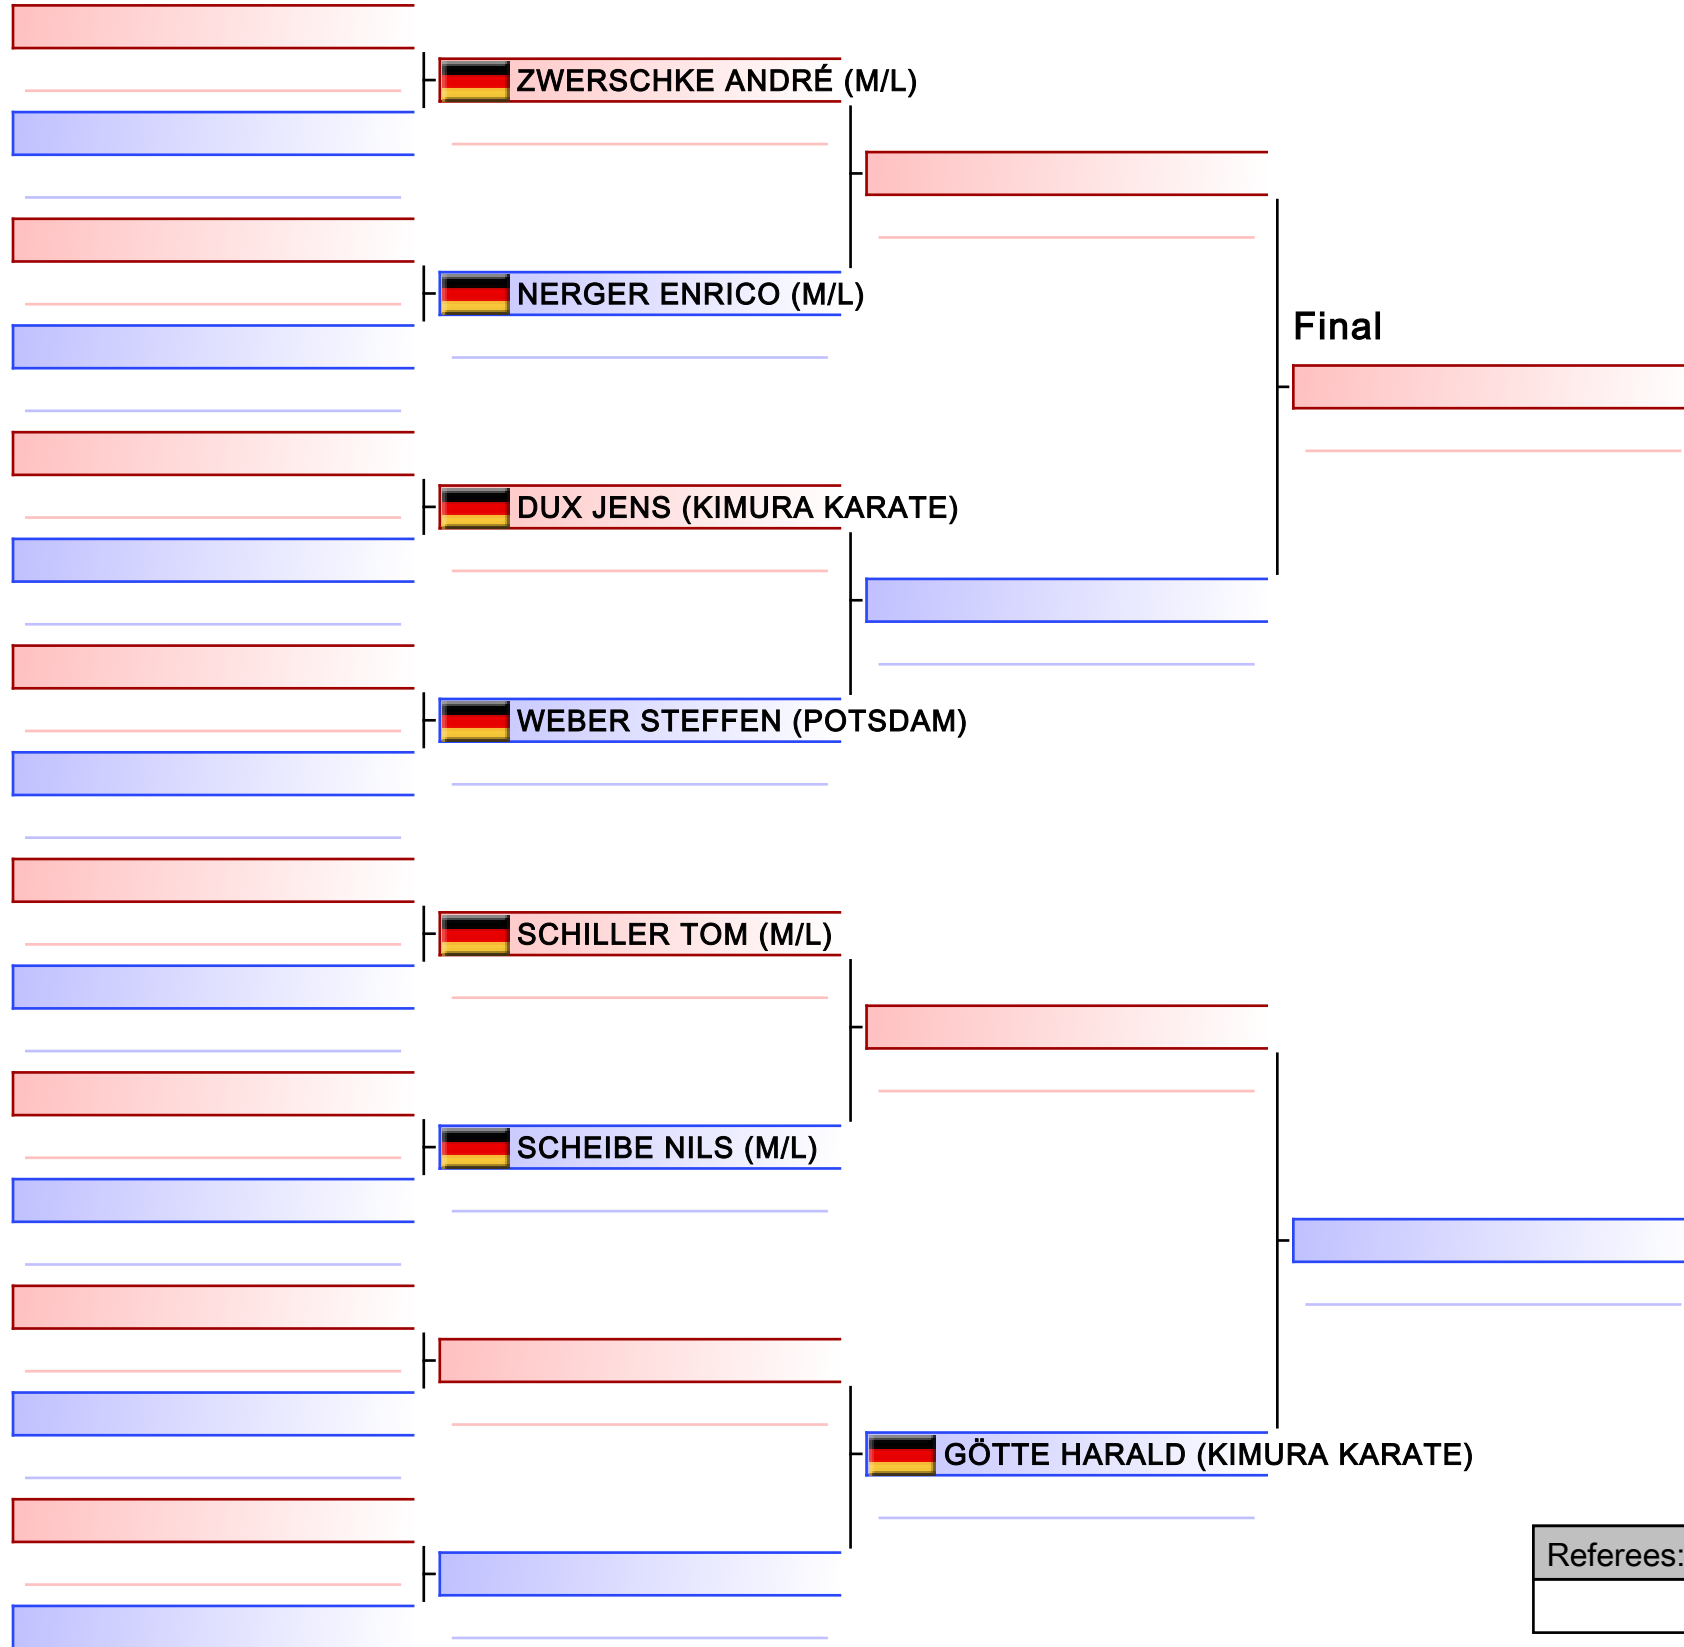 ZWERSCHKE ANDRÉ (M/L)
NERGER ENRICO (M/L)
Final
DUX JENS (KIMURA KARATE)
WEBER STEFFEN (POTSDAM)
SCHILLER TOM (M/L)
SCHEIBE NILS (M/L)
GÖTTE HARALD (KIMURA KARATE)
Referees: